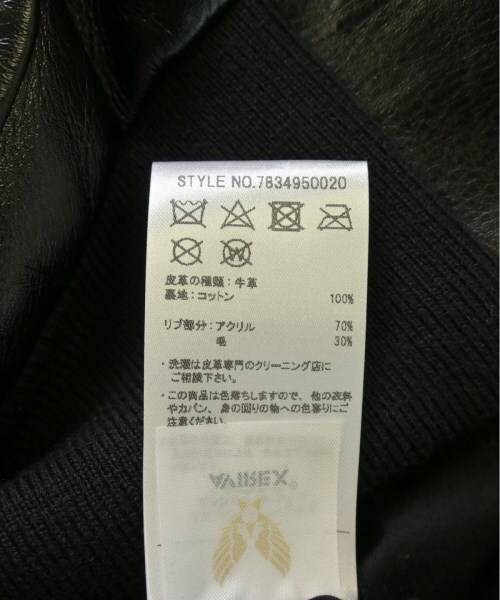 STYLE NO.7834950020
皮革の種類：牛革
裏地：コットン 100%
リブ部分：アクリル 70%
毛 30%
・洗濯は皮革専門のクリーニング店に
ご相談下さい。
・この商品は色落ちしますので、他の衣料
やカバン、身の回りの物への色移りにご
注意ください。